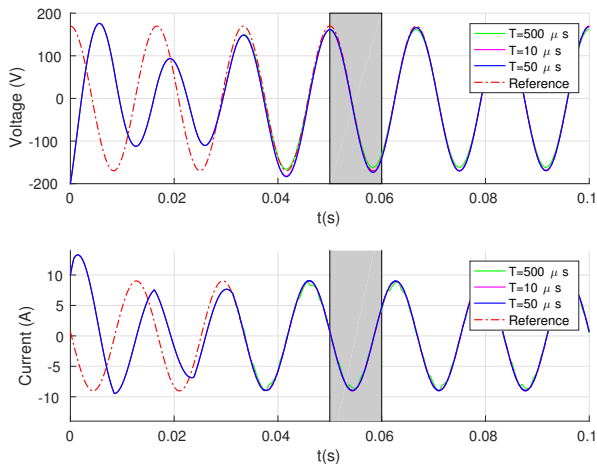 200
100
0
-100
-200
Voltage (V)
T=500 μ s
T=10 μ s
T=50 μ s
Reference
0 0.02 0.04 0.06 0.08 0.1
t(s)
10
5
0
-5
-10
Current (A)
T=500 μ s
T=10 μ s
T=50 μ s
Reference
0 0.02 0.04 0.06 0.08 0.1
t(s)